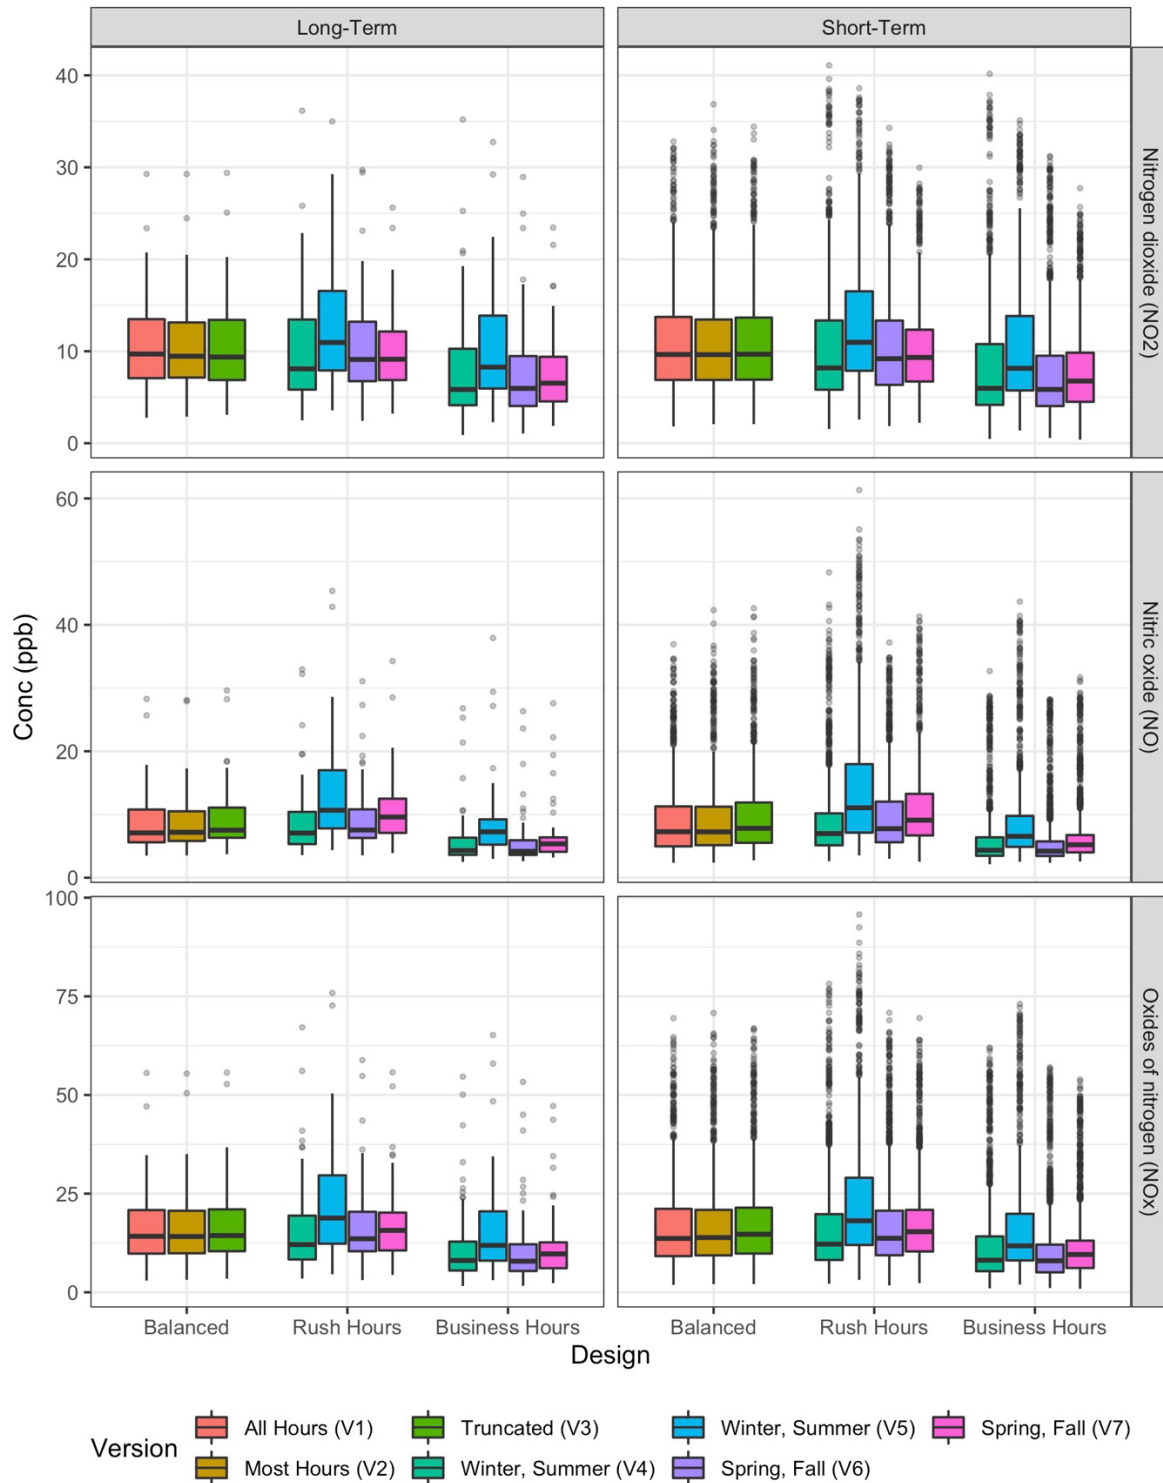 Long-Term
Short-Term
40
30
20
10
0
Nitrogen dioxide (NO2)
60
40
20
0
Nitric oxide (NO)
100
75
50
25
0
Oxides of nitrogen (NOx)
Conc (ppb)
Balanced Rush Hours Business Hours
Balanced Rush Hours Business Hours
Design
Version
All Hours (V1) Truncated (V3) Winter, Summer (V5) Spring, Fall (V7)
Most Hours (V2) Winter, Summer (V4) Spring, Fall (V6)